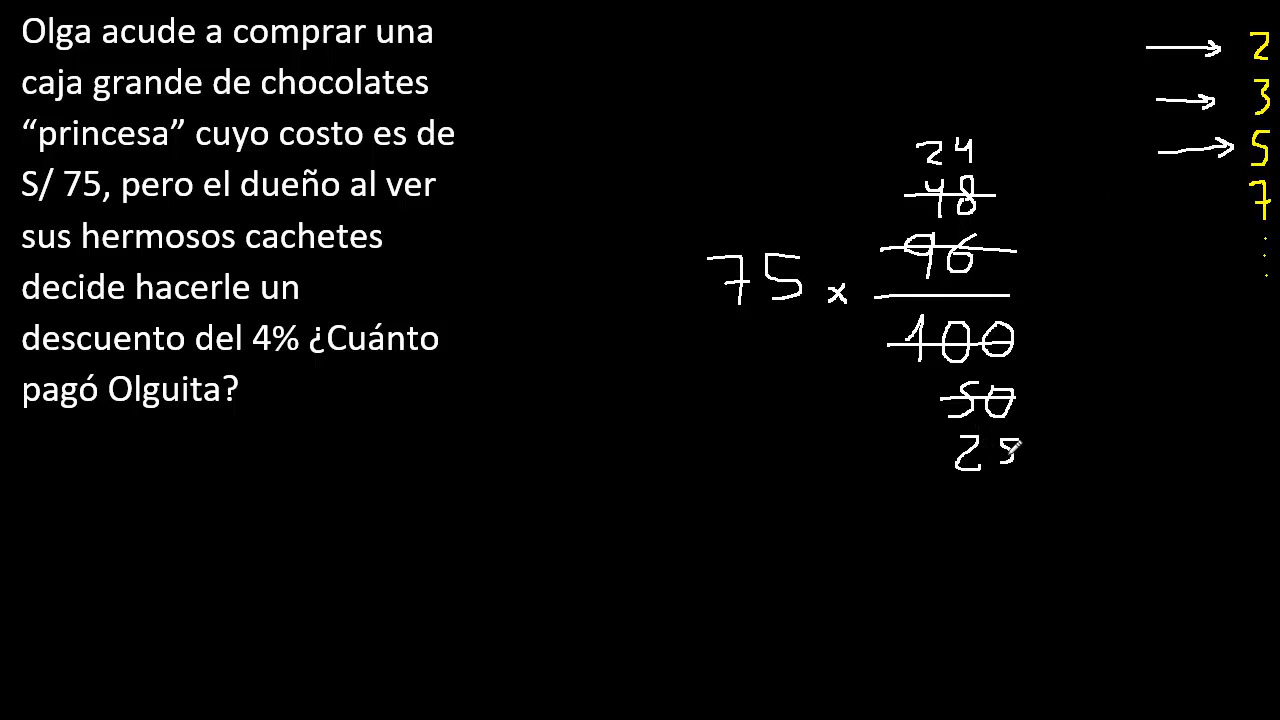 Olga acude a comprar una
caja grande de chocolates
“princesa” cuyo costo es de
S/ 75, pero el dueño al ver
sus hermosos cachetes
decide hacerle un
descuento del 4% ¿Cuánto
pagó Olguita?
24
48
96
75 ×
100
50
25
2
3
5
7